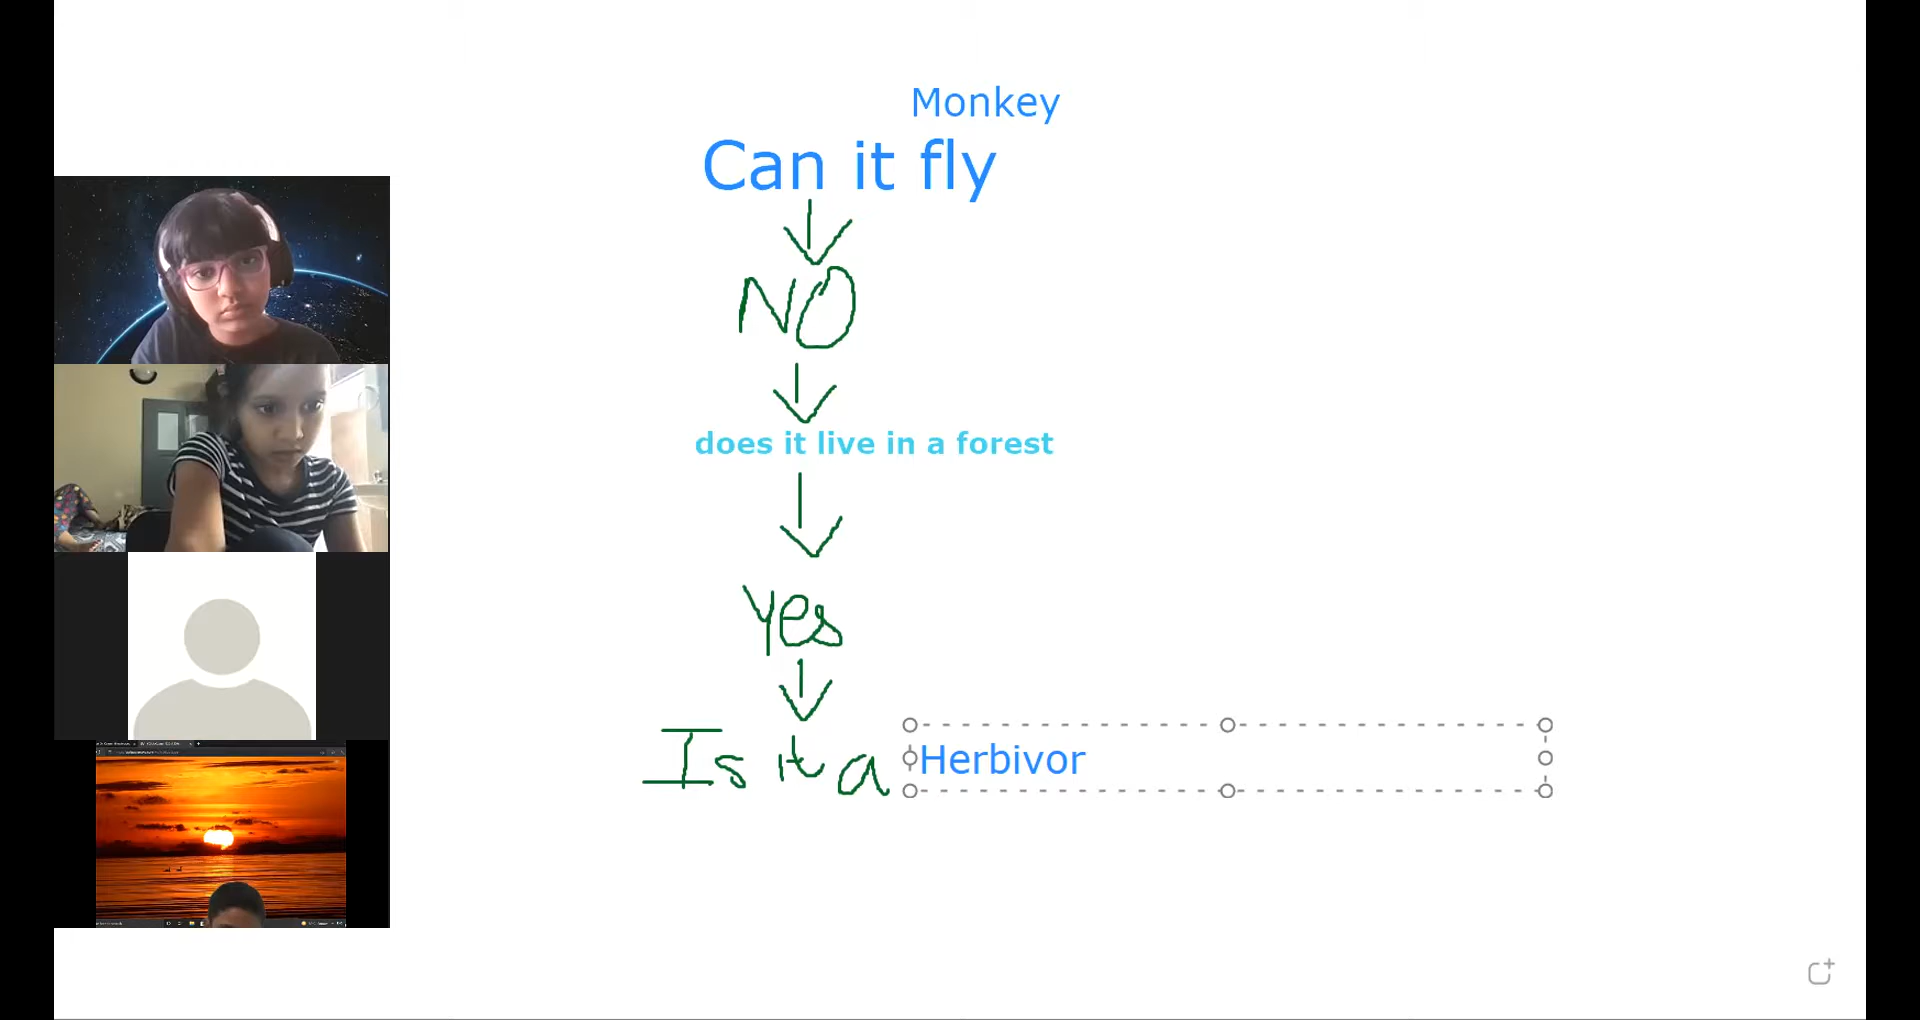 Monkey
Can it fly
NO
does it live in a forest
Yes
Is it a Herbivor